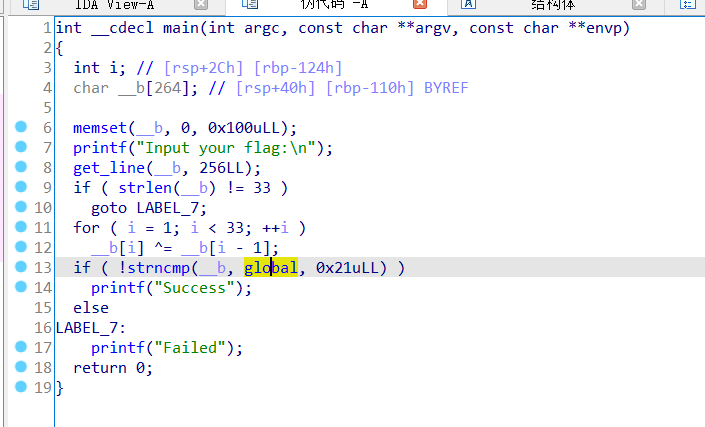 IDA View-A 伪代码 -A 结构体
1 int __cdecl main(int argc, const char **argv, const char **envp)
2 {
3 int i; // [rsp+2Ch] [rbp-124h]
4 char __b[264]; // [rsp+40h] [rbp-110h] BYREF
5
6 memset(__b, 0, 0x100uLL);
7 printf("Input your flag:\n");
8 get_line(__b, 256LL);
9 if ( strlen(__b) != 33 )
10 goto LABEL_7;
11 for ( i = 1; i < 33; ++i )
12 __b[i] ^= __b[i - 1];
13 if ( !strncmp(__b, global, 0x21uLL) )
14 printf("Success");
15 else
16 LABEL_7:
17 printf("Failed");
18 return 0;
19 }